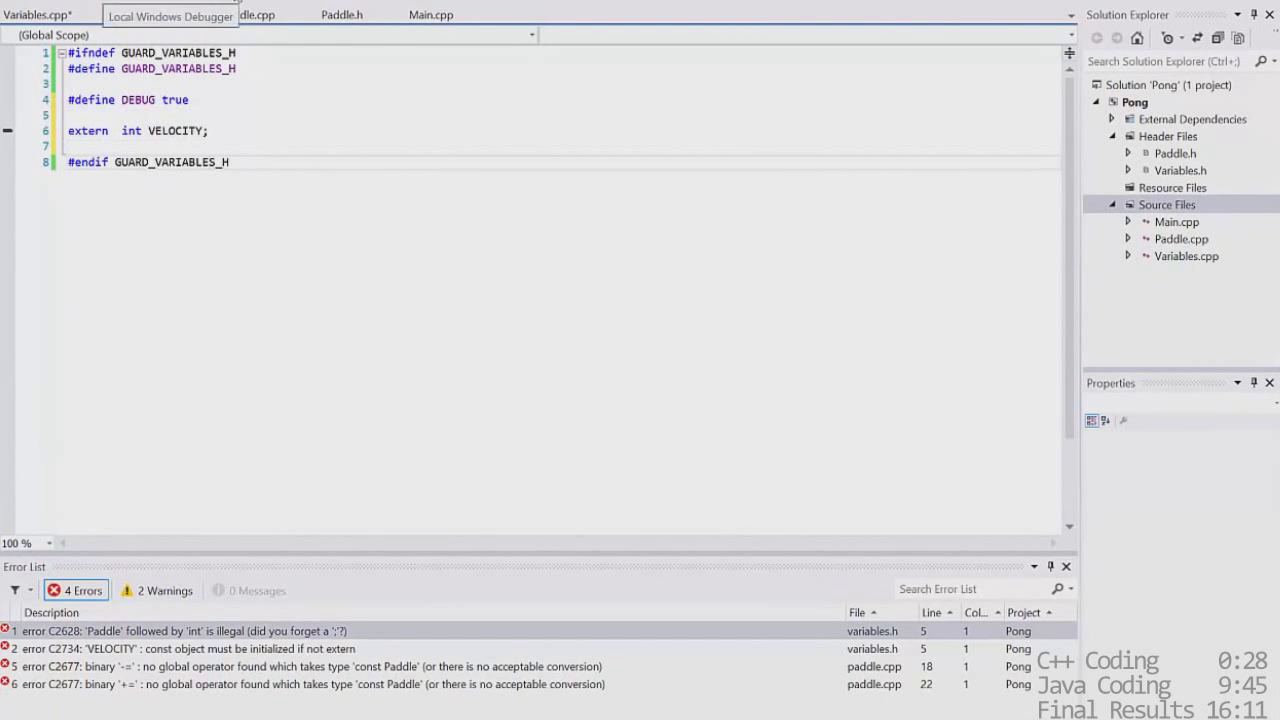 Variables.cpp*
Local Windows Debugger
dle.cpp
Paddle.h
Main.cpp
(Global Scope)
1 #ifndef GUARD_VARIABLES_H
2 #define GUARD_VARIABLES_H
3
4 #define DEBUG true
5
6 extern  int VELOCITY;
7
8 #endif GUARD_VARIABLES_H
100 %
Solution Explorer
Search Solution Explorer (Ctrl+;)
Solution 'Pong' (1 project)
Pong
External Dependencies
Header Files
Paddle.h
Variables.h
Resource Files
Source Files
Main.cpp
Paddle.cpp
Variables.cpp
Properties
Error List
4 Errors 2 Warnings 0 Messages Search Error List
Description File Line Col... Project
1 error C2628: 'Paddle' followed by 'int' is illegal (did you forget a ';'?) variables.h 5 1 Pong
2 error C2734: 'VELOCITY' : const object must be initialized if not extern variables.h 5 1 Pong
5 error C2677: binary '-=' : no global operator found which takes type 'const Paddle' (or there is no acceptable conversion) paddle.cpp 18 1 Pong
6 error C2677: binary '+=' : no global operator found which takes type 'const Paddle' (or there is no acceptable conversion) paddle.cpp 22 1 Pong
C++ Coding 0:28
Java Coding 9:45
Final Results 16:11